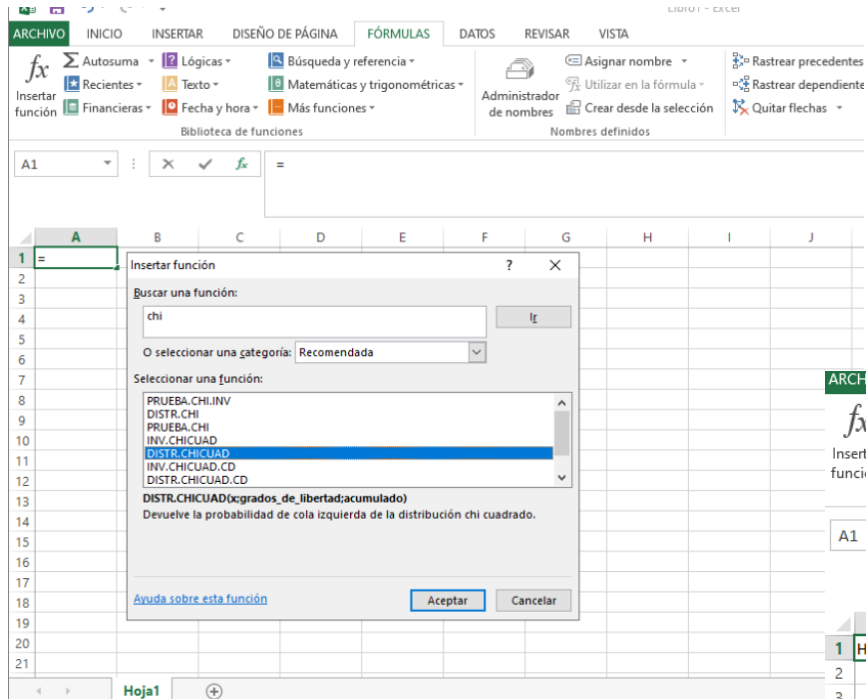 Libro1 - Excel
ARCHIVO INICIO INSERTAR DISEÑO DE PÁGINA FÓRMULAS DATOS REVISAR VISTA
fx Insertar función
Σ Autosuma
Recientes
Financieras
Lógicas
Texto
Fecha y hora
Búsqueda y referencia
Matemáticas y trigonométricas
Más funciones
Biblioteca de funciones
Administrador de nombres
Asignar nombre
Utilizar en la fórmula
Crear desde la selección
Nombres definidos
Rastrear precedentes
Rastrear dependiente
Quitar flechas
A1 fx =
A B C D E F G H I J
1 =
2
3
4
5
6
7
8
9
10
11
12
13
14
15
16
17
18
19
20
21
Insertar función ?
Buscar una función:
chi
Ir
O seleccionar una categoría: Recomendada
Seleccionar una función:
PRUEBA.CHI.INV
DISTR.CHI
PRUEBA.CHI
INV.CHICUAD
DISTR.CHICUAD
INV.CHICUAD.CD
DISTR.CHICUAD.CD
DISTR.CHICUAD(x;grados_de_libertad;acumulado)
Devuelve la probabilidad de cola izquierda de la distribución chi cuadrado.
Ayuda sobre esta función
Aceptar Cancelar
Hoja1
ARCH
fx
Insert
funció
A1
1 H
2
3